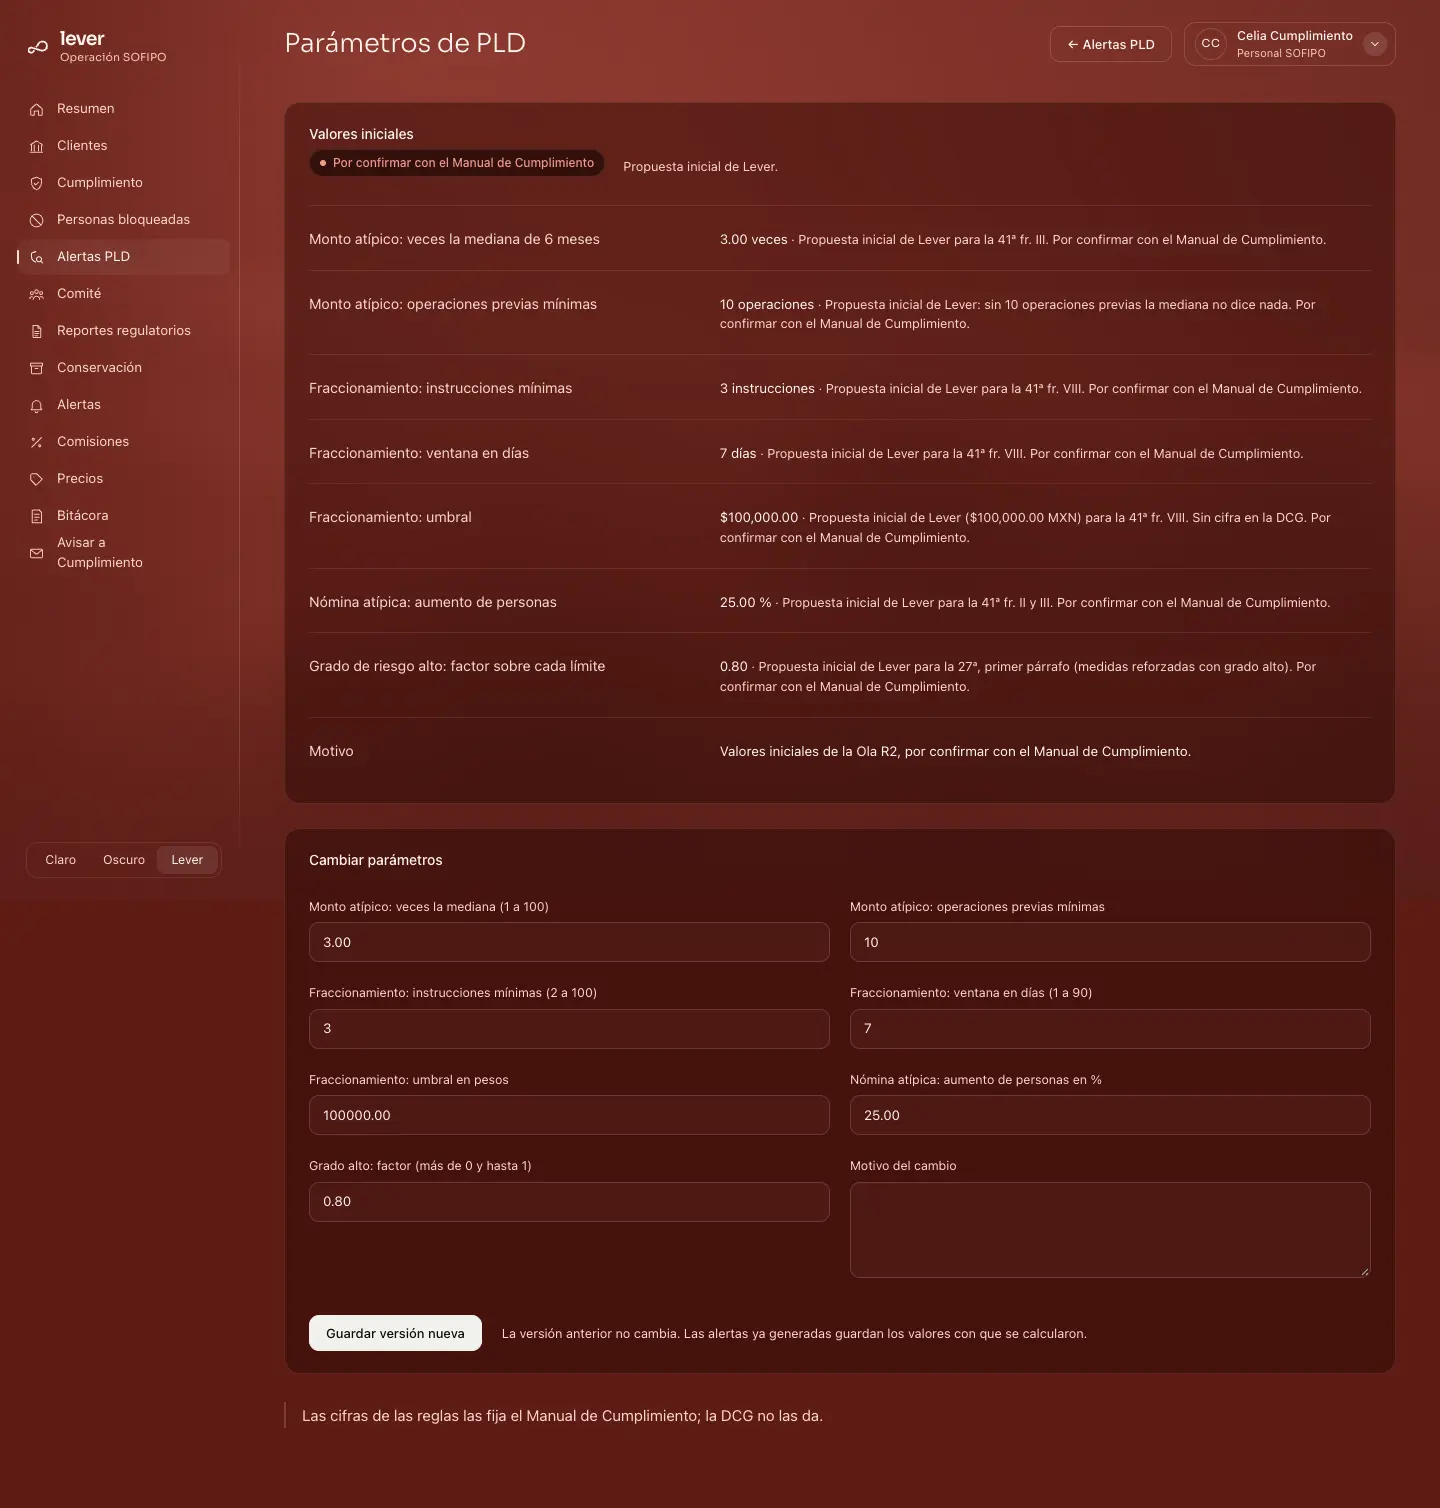 lever
Operación SOFIPO
Resumen
Clientes
Cumplimiento
Personas bloqueadas
Alertas PLD
Comité
Reportes regulatorios
Conservación
Alertas
Comisiones
Precios
Bitácora
Avisar a
Cumplimiento
Claro Oscuro Lever
Parámetros de PLD
← Alertas PLD
CC
Celia Cumplimiento
Personal SOFIPO
Valores iniciales
Por confirmar con el Manual de Cumplimiento Propuesta inicial de Lever.
Monto atípico: veces la mediana de 6 meses
3.00 veces · Propuesta inicial de Lever para la 41ª fr. III. Por confirmar con el Manual de Cumplimiento.
Monto atípico: operaciones previas mínimas
10 operaciones · Propuesta inicial de Lever: sin 10 operaciones previas la mediana no dice nada. Por
confirmar con el Manual de Cumplimiento.
Fraccionamiento: instrucciones mínimas
3 instrucciones · Propuesta inicial de Lever para la 41ª fr. VIII. Por confirmar con el Manual de Cumplimiento.
Fraccionamiento: ventana en días
7 días · Propuesta inicial de Lever para la 41ª fr. VIII. Por confirmar con el Manual de Cumplimiento.
Fraccionamiento: umbral
$100,000.00 · Propuesta inicial de Lever ($100,000.00 MXN) para la 41ª fr. VIII. Sin cifra en la DCG. Por
confirmar con el Manual de Cumplimiento.
Nómina atípica: aumento de personas
25.00 % · Propuesta inicial de Lever para la 41ª fr. II y III. Por confirmar con el Manual de Cumplimiento.
Grado de riesgo alto: factor sobre cada límite
0.80 · Propuesta inicial de Lever para la 27ª, primer párrafo (medidas reforzadas con grado alto). Por
confirmar con el Manual de Cumplimiento.
Motivo
Valores iniciales de la Ola R2, por confirmar con el Manual de Cumplimiento.
Cambiar parámetros
Monto atípico: veces la mediana (1 a 100)
3.00
Monto atípico: operaciones previas mínimas
10
Fraccionamiento: instrucciones mínimas (2 a 100)
3
Fraccionamiento: ventana en días (1 a 90)
7
Fraccionamiento: umbral en pesos
100000.00
Nómina atípica: aumento de personas en %
25.00
Grado alto: factor (más de 0 y hasta 1)
0.80
Motivo del cambio
Guardar versión nueva
La versión anterior no cambia. Las alertas ya generadas guardan los valores con que se calcularon.
Las cifras de las reglas las fija el Manual de Cumplimiento; la DCG no las da.